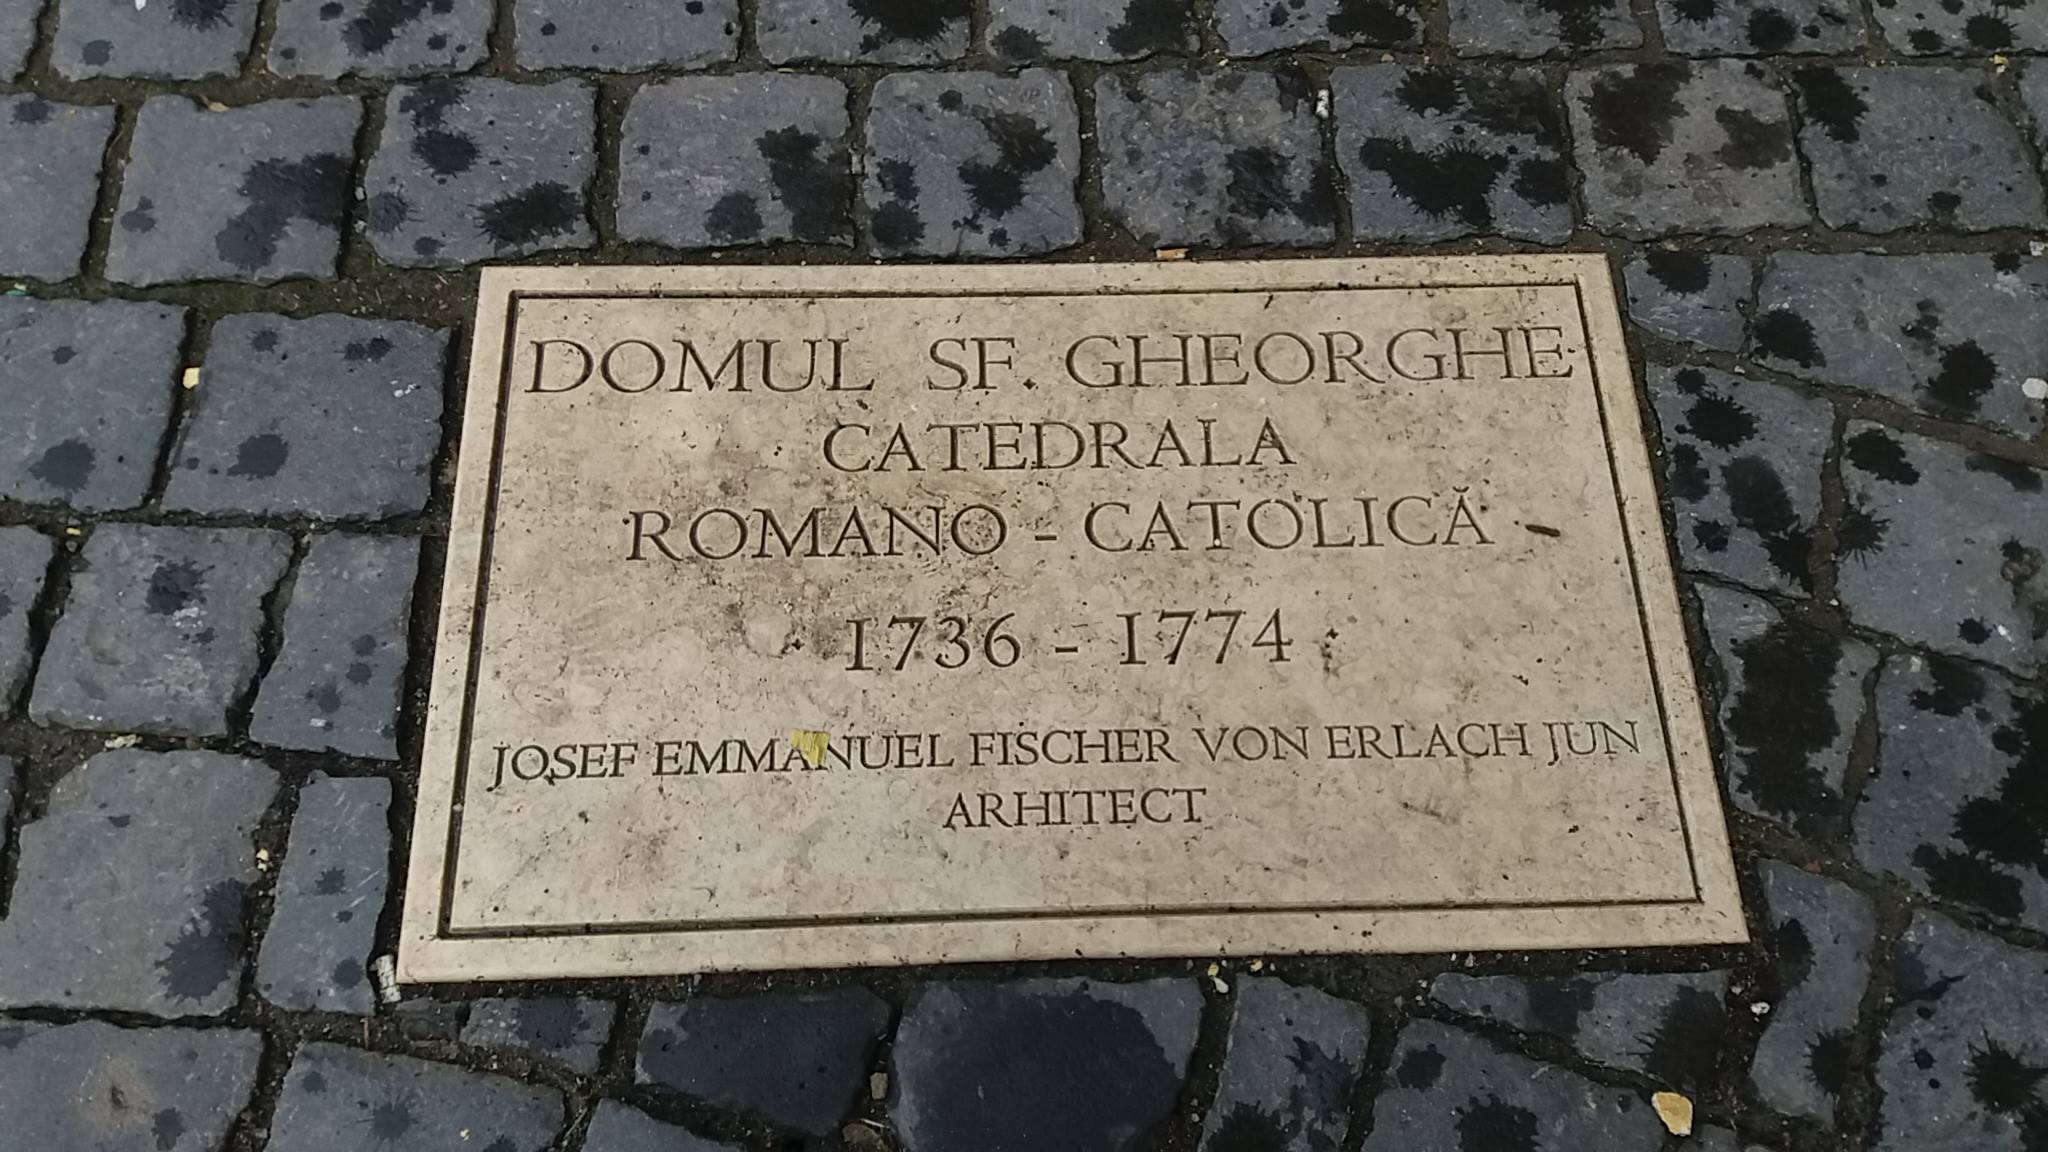 DOMUL SF. GHEORGHE
CATEDRALA
ROMANO - CATOLICĂ
1736 - 1774
JOSEF EMMANUEL FISCHER VON ERLACH JUN
ARHITECT